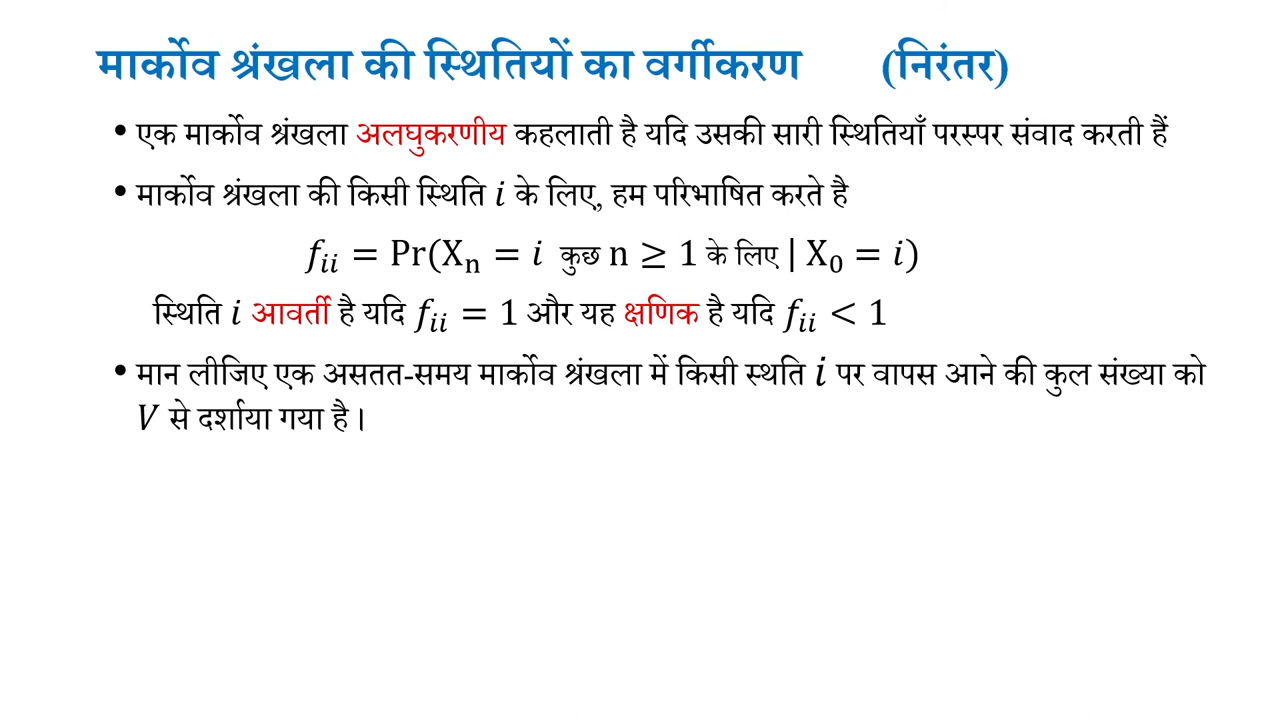 मार्कोव श्रंखला की स्थितियों का वर्गीकरण (निरंतर)
• एक मार्कोव श्रंखला अलघुकरणीय कहलाती है यदि उसकी सारी स्थितियाँ परस्पर संवाद करती हैं
• मार्कोव श्रंखला की किसी स्थिति i के लिए, हम परिभाषित करते है
f_ii = Pr(X_n = i कुछ n ≥ 1 के लिए | X_0 = i)
स्थिति i आवर्ती है यदि f_ii = 1 और यह क्षणिक है यदि f_ii < 1
• मान लीजिए एक असतत-समय मार्कोव श्रंखला में किसी स्थति i पर वापस आने की कुल संख्या को
V से दर्शाया गया है।